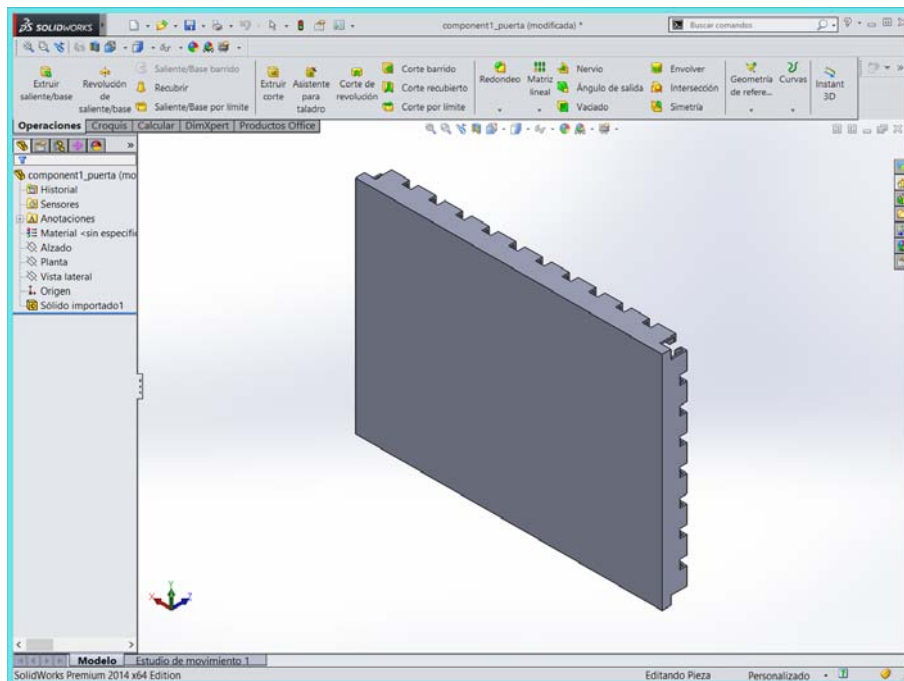 SOLIDWORKS
component1_puerta (modificada) *
Buscar comandos
Extruir saliente/base
Revolución de saliente/base
Saliente/Base barrido
Recubrir
Saliente/Base por límite
Extruir corte
Asistente para taladro
Corte de revolución
Corte barrido
Corte recubierto
Corte por límite
Redondeo
Matriz lineal
Nervio
Ángulo de salida
Vaciado
Envolver
Intersección
Simetría
Geometría de refere...
Curvas
Instant 3D
Operaciones Croquis Calcular DimXpert Productos Office
component1_puerta (mo
Historial
Sensores
Anotaciones
Material <sin especific
Alzado
Planta
Vista lateral
Origen
Sólido importado1
Modelo Estudio de movimiento 1
SolidWorks Premium 2014 x64 Edition Editando Pieza Personalizado